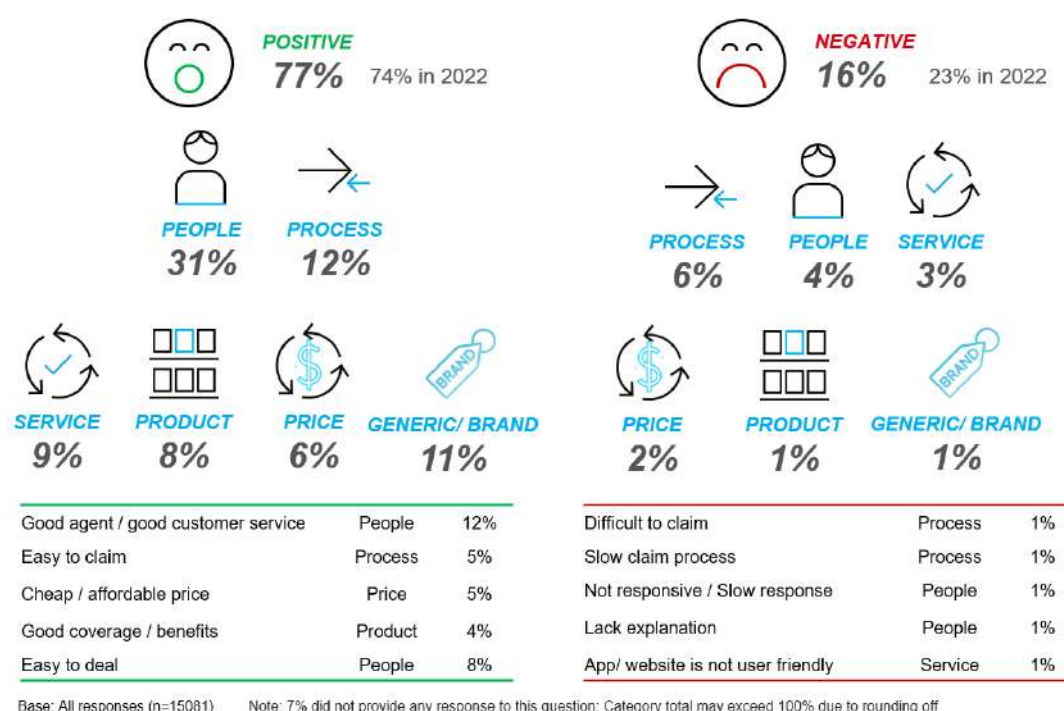 POSITIVE
77% 74% in 2022
PEOPLE PROCESS
31% 12%
BRAND
SERVICE PRODUCT PRICE GENERIC/ BRAND
9% 8% 6% 11%
Good agent / good customer service People 12%
Easy to claim Process 5%
Cheap / affordable price Price 5%
Good coverage / benefits Product 4%
Easy to deal People 8%
NEGATIVE
16% 23% in 2022
PROCESS PEOPLE SERVICE
6% 4% 3%
BRAND
PRICE PRODUCT GENERIC/ BRAND
2% 1% 1%
Difficult to claim Process 1%
Slow claim process Process 1%
Not responsive / Slow response People 1%
Lack explanation People 1%
App/ website is not user friendly Service 1%
Base: All responses (n=15081) Note: 7% did not provide any response to this question; Category total may exceed 100% due to rounding off